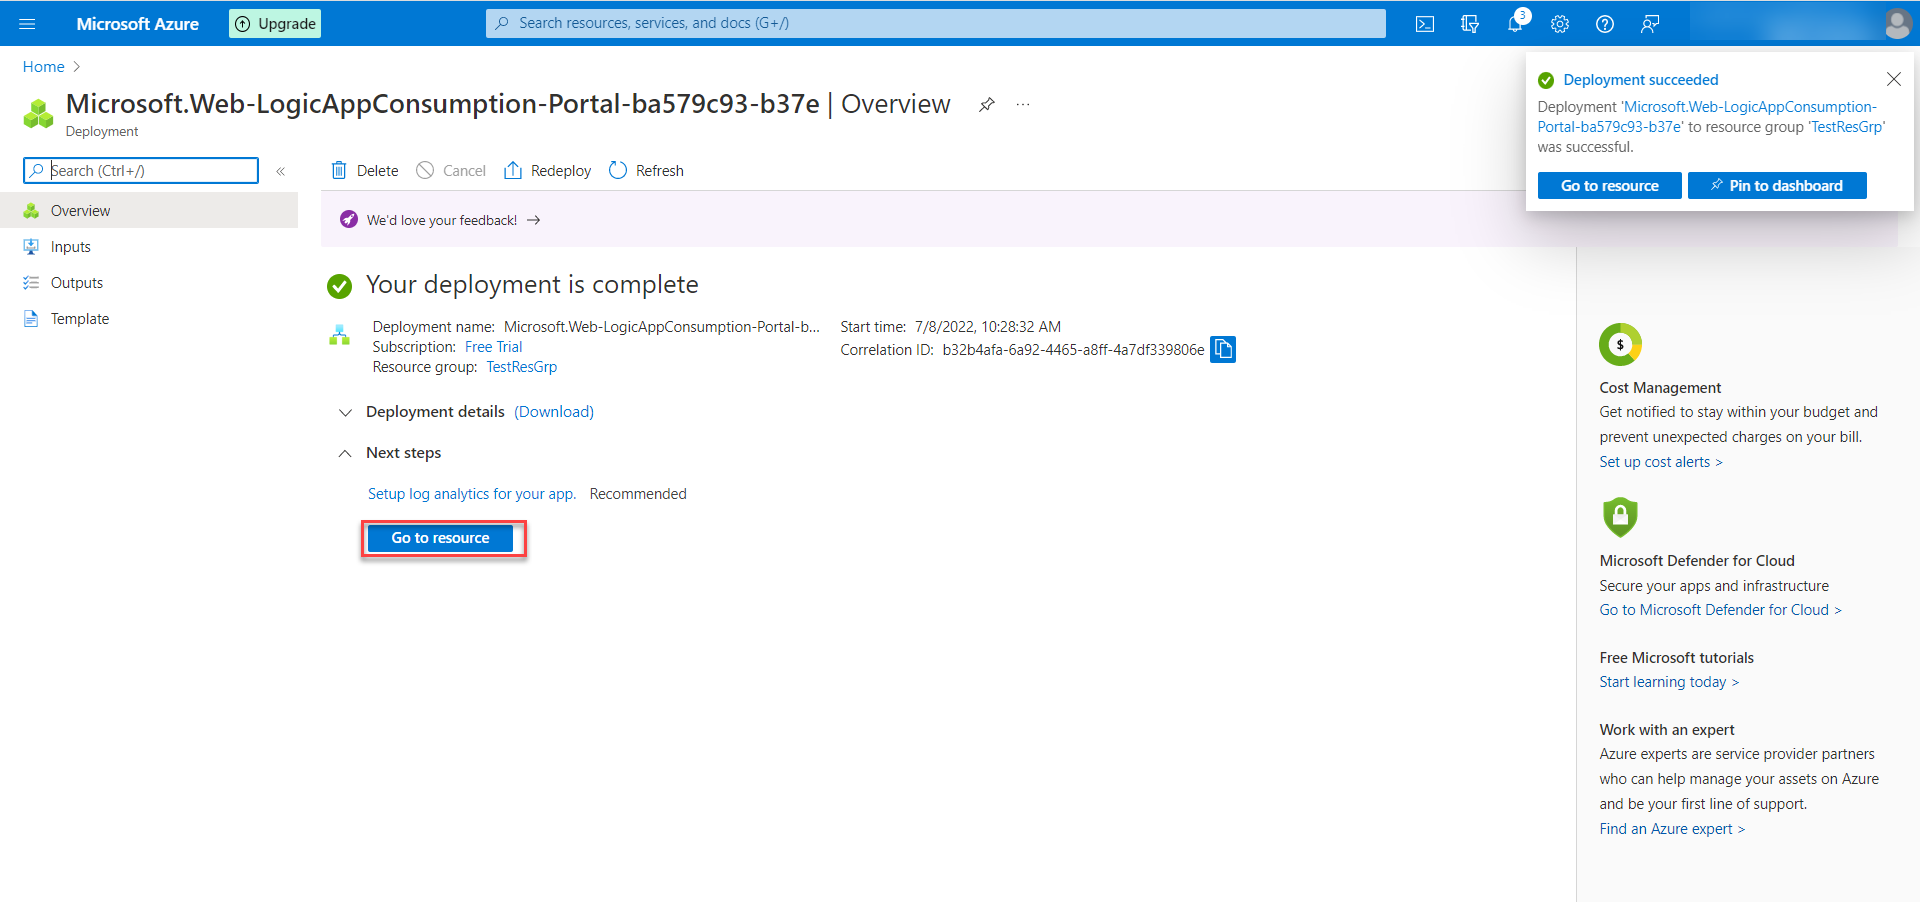 Microsoft Azure
Upgrade
Search resources, services, and docs (G+/)
3
Home
Microsoft.Web-LogicAppConsumption-Portal-ba579c93-b37e | Overview
Deployment
Search (Ctrl+/)
Overview
Inputs
Outputs
Template
Delete
Cancel
Redeploy
Refresh
We'd love your feedback!
Your deployment is complete
Deployment name: Microsoft.Web-LogicAppConsumption-Portal-b...
Subscription: Free Trial
Resource group: TestResGrp
Start time: 7/8/2022, 10:28:32 AM
Correlation ID: b32b4afa-6a92-4465-a8ff-4a7df339806e
Deployment details (Download)
Next steps
Setup log analytics for your app. Recommended
Go to resource
Deployment succeeded
Deployment 'Microsoft.Web-LogicAppConsumption-
Portal-ba579c93-b37e' to resource group 'TestResGrp'
was successful.
Go to resource
Pin to dashboard
$
Cost Management
Get notified to stay within your budget and
prevent unexpected charges on your bill.
Set up cost alerts >
Microsoft Defender for Cloud
Secure your apps and infrastructure
Go to Microsoft Defender for Cloud >
Free Microsoft tutorials
Start learning today >
Work with an expert
Azure experts are service provider partners
who can help manage your assets on Azure
and be your first line of support.
Find an Azure expert >